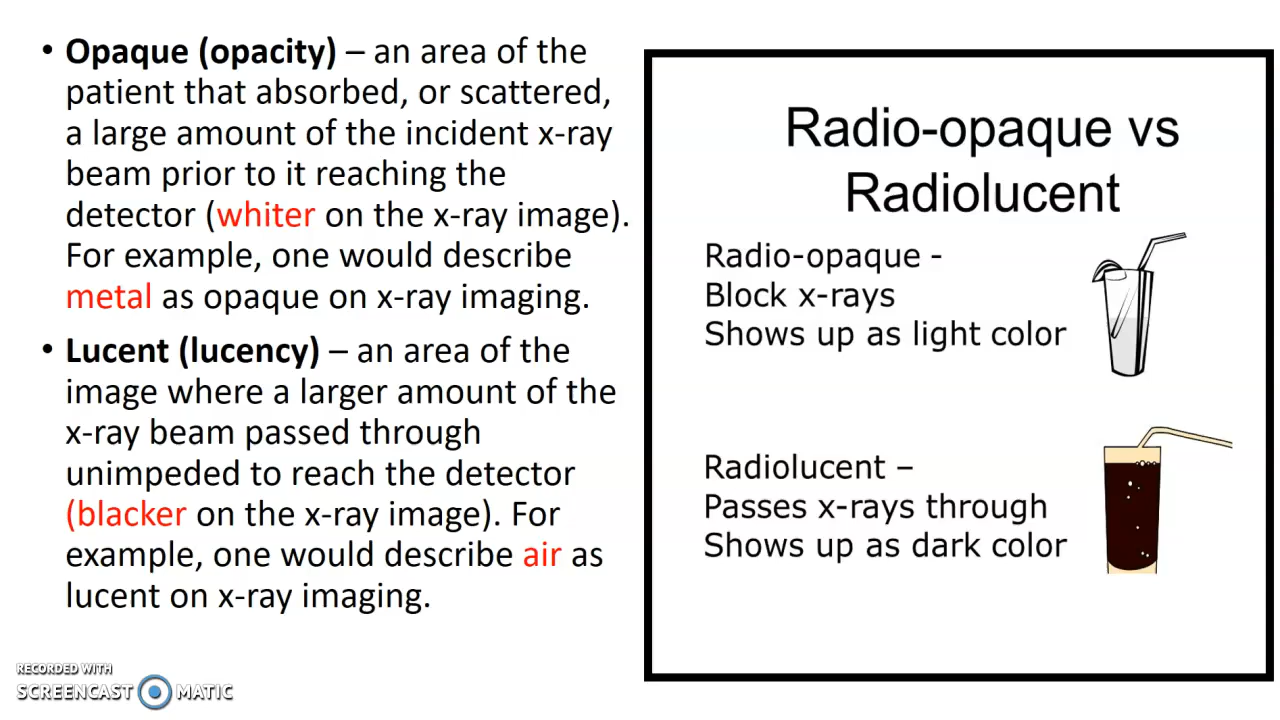 • Opaque (opacity) – an area of the
patient that absorbed, or scattered,
a large amount of the incident x-ray
beam prior to it reaching the
detector (whiter on the x-ray image).
For example, one would describe
metal as opaque on x-ray imaging.
• Lucent (lucency) – an area of the
image where a larger amount of the
x-ray beam passed through
unimpeded to reach the detector
(blacker on the x-ray image). For
example, one would describe air as
lucent on x-ray imaging.
Radio-opaque vs
Radiolucent
Radio-opaque -
Block x-rays
Shows up as light color
Radiolucent –
Passes x-rays through
Shows up as dark color
RECORDED WITH
SCREENCAST MATIC